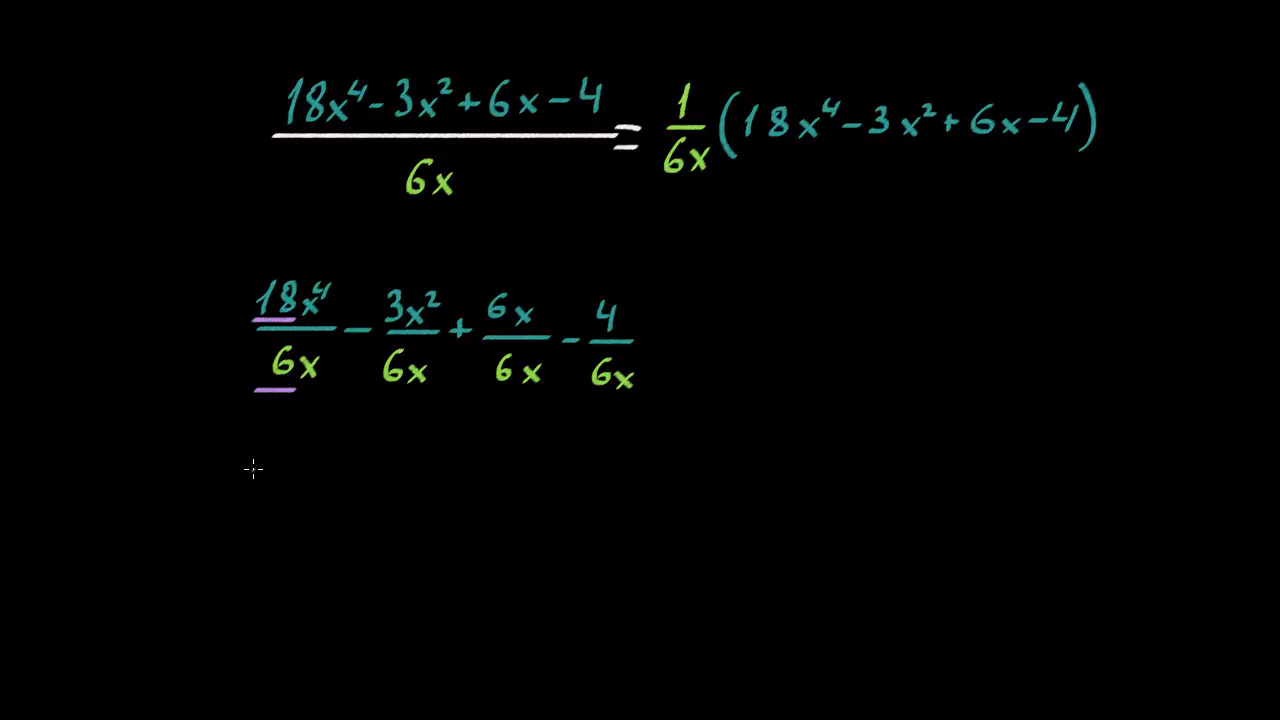 (18x⁴ - 3x² + 6x - 4)/(6x) = 1/(6x) (18x⁴ - 3x² + 6x - 4)
18x⁴/6x - 3x²/6x + 6x/6x - 4/6x